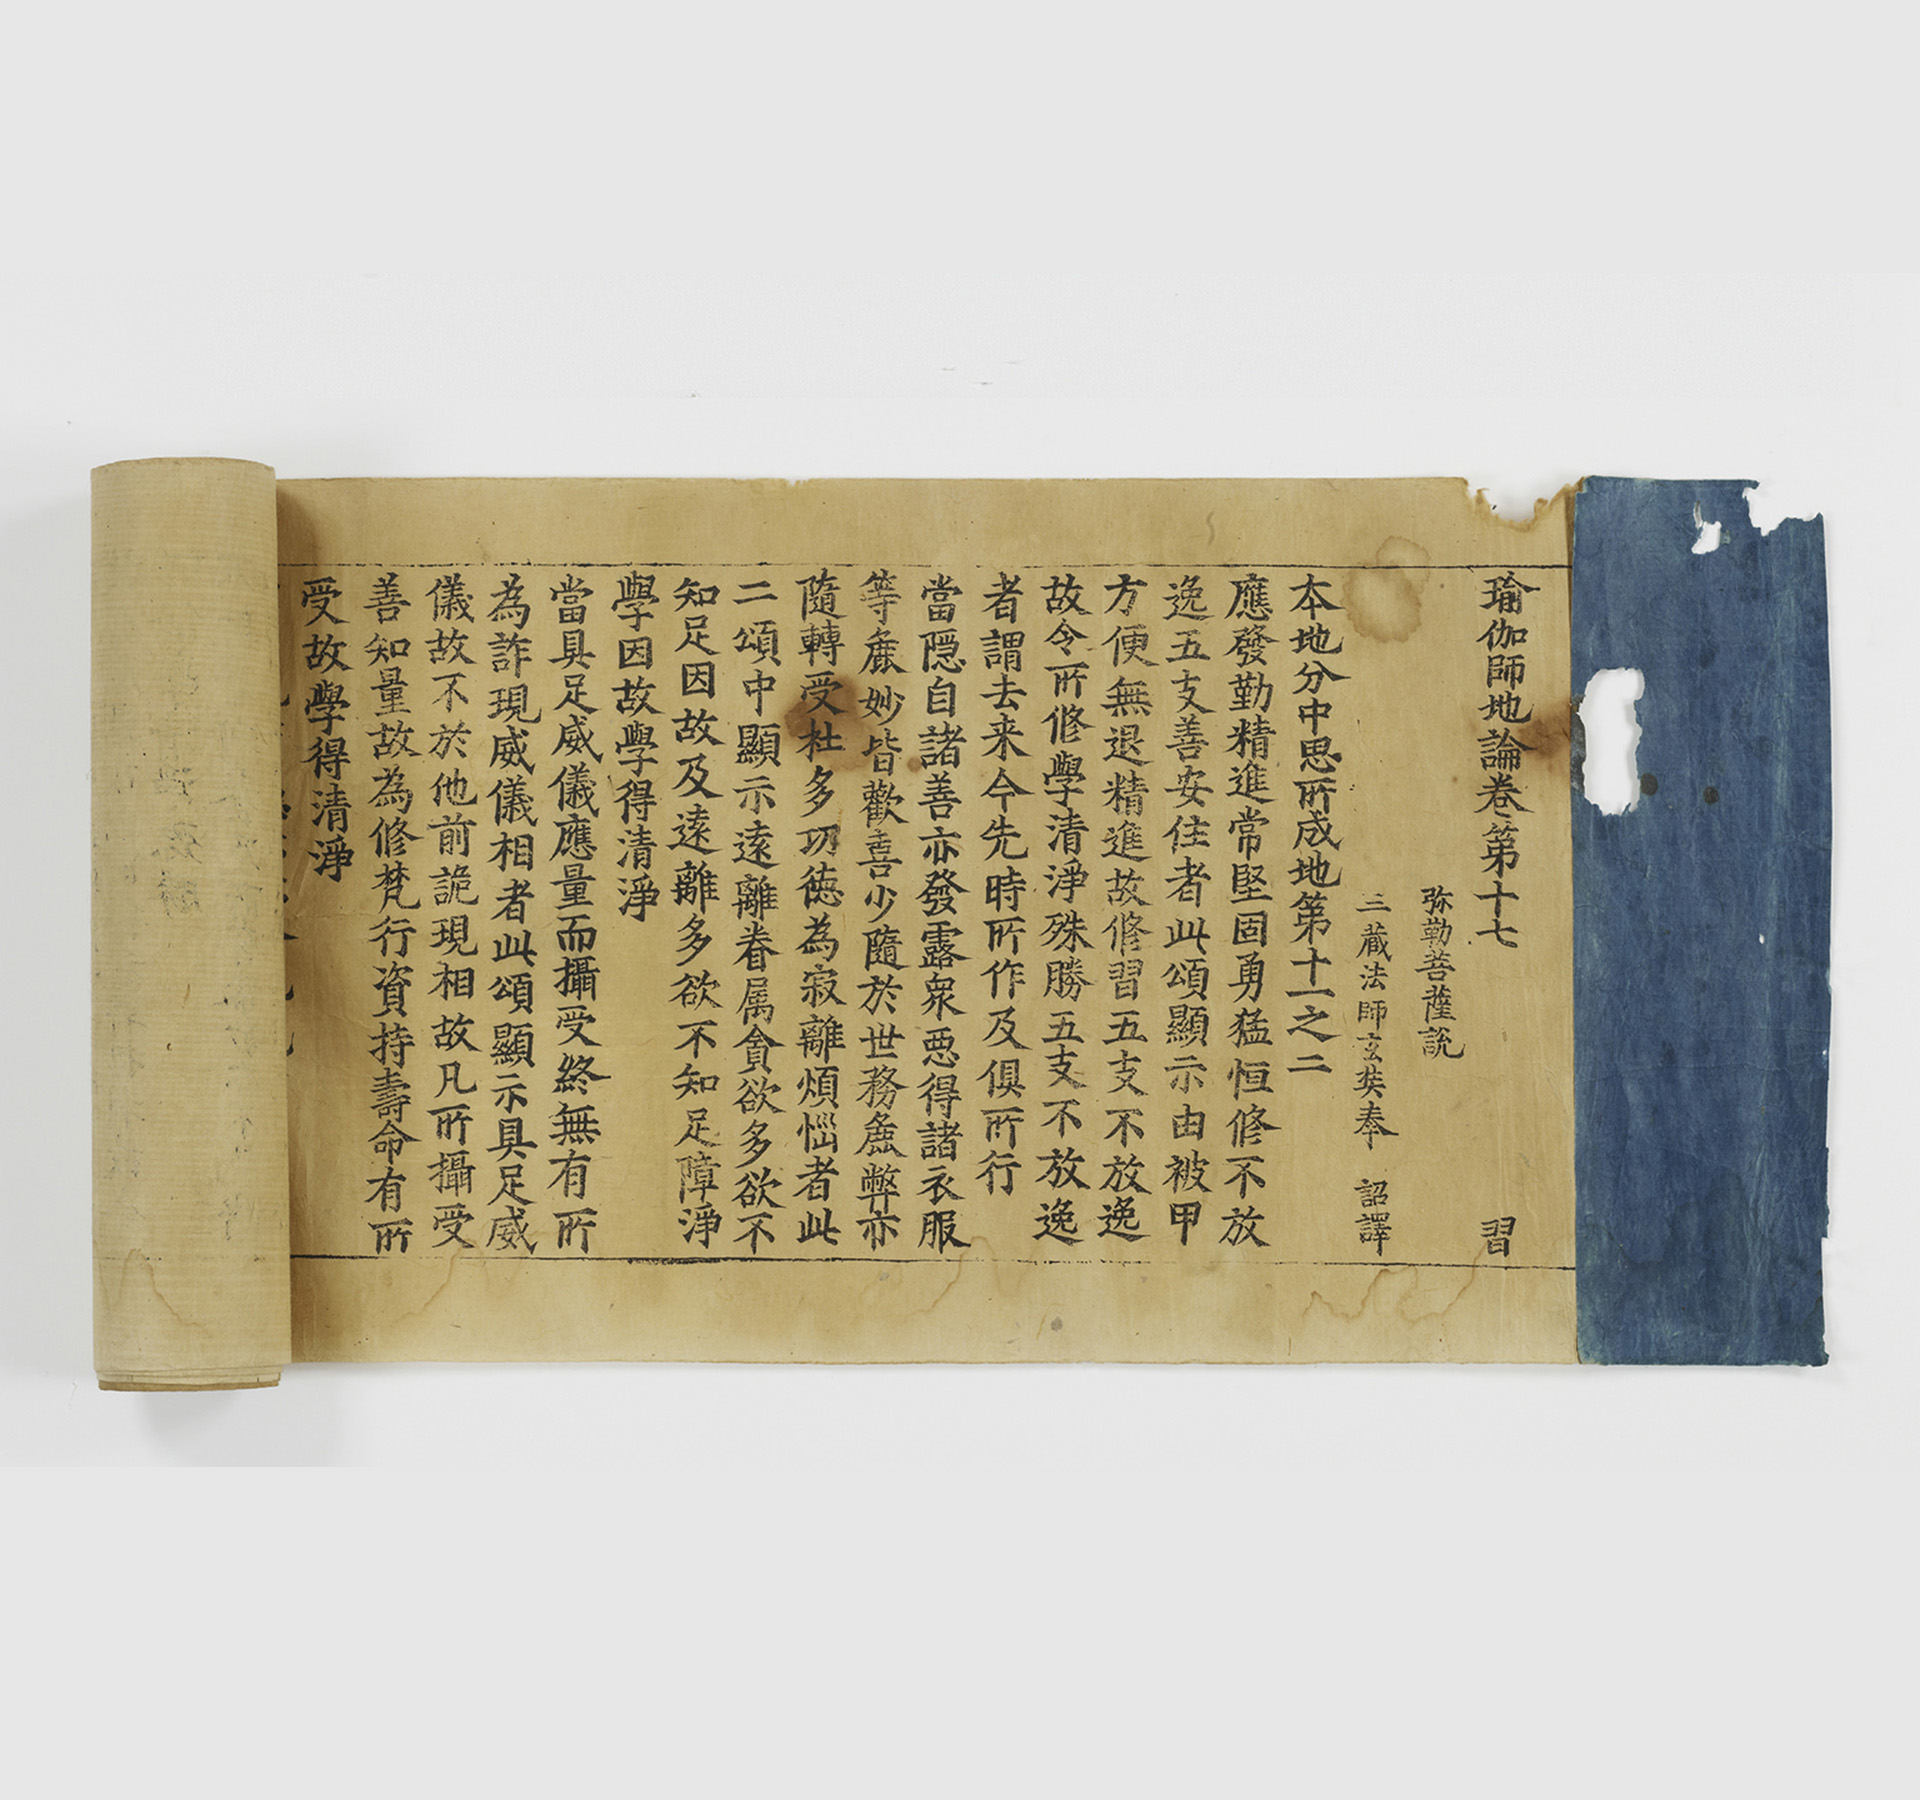 瑜伽師地論卷第十七 習
弥勒菩薩說
三蔵法師玄奘奉 詔譯
本地分中思所成地第十一之二
應發勤精進常堅固勇猛恒修不放
逸五支善安住者此頌顯示由被甲
方便無退精進故修習五支不放逸
故令所修學清淨殊勝五支不放逸
者謂去来今先時所作及俱所行
當隠自諸善亦發露衆惡得諸衣服
等麁妙皆歡喜少隨於世務麁弊亦
隨轉受杜多功徳為寂離煩惱者此
二頌中顯示遠離眷属貪欲多欲不
知足因故及遠離多欲不知足障淨
學因故學得清淨
當具足威儀應量而攝受終無有所
為詐現威儀相者此頌顯示具足威
儀故不於他前詭現相故凡所攝受
善知量故為修梵行資持壽命有所
受故學得清淨